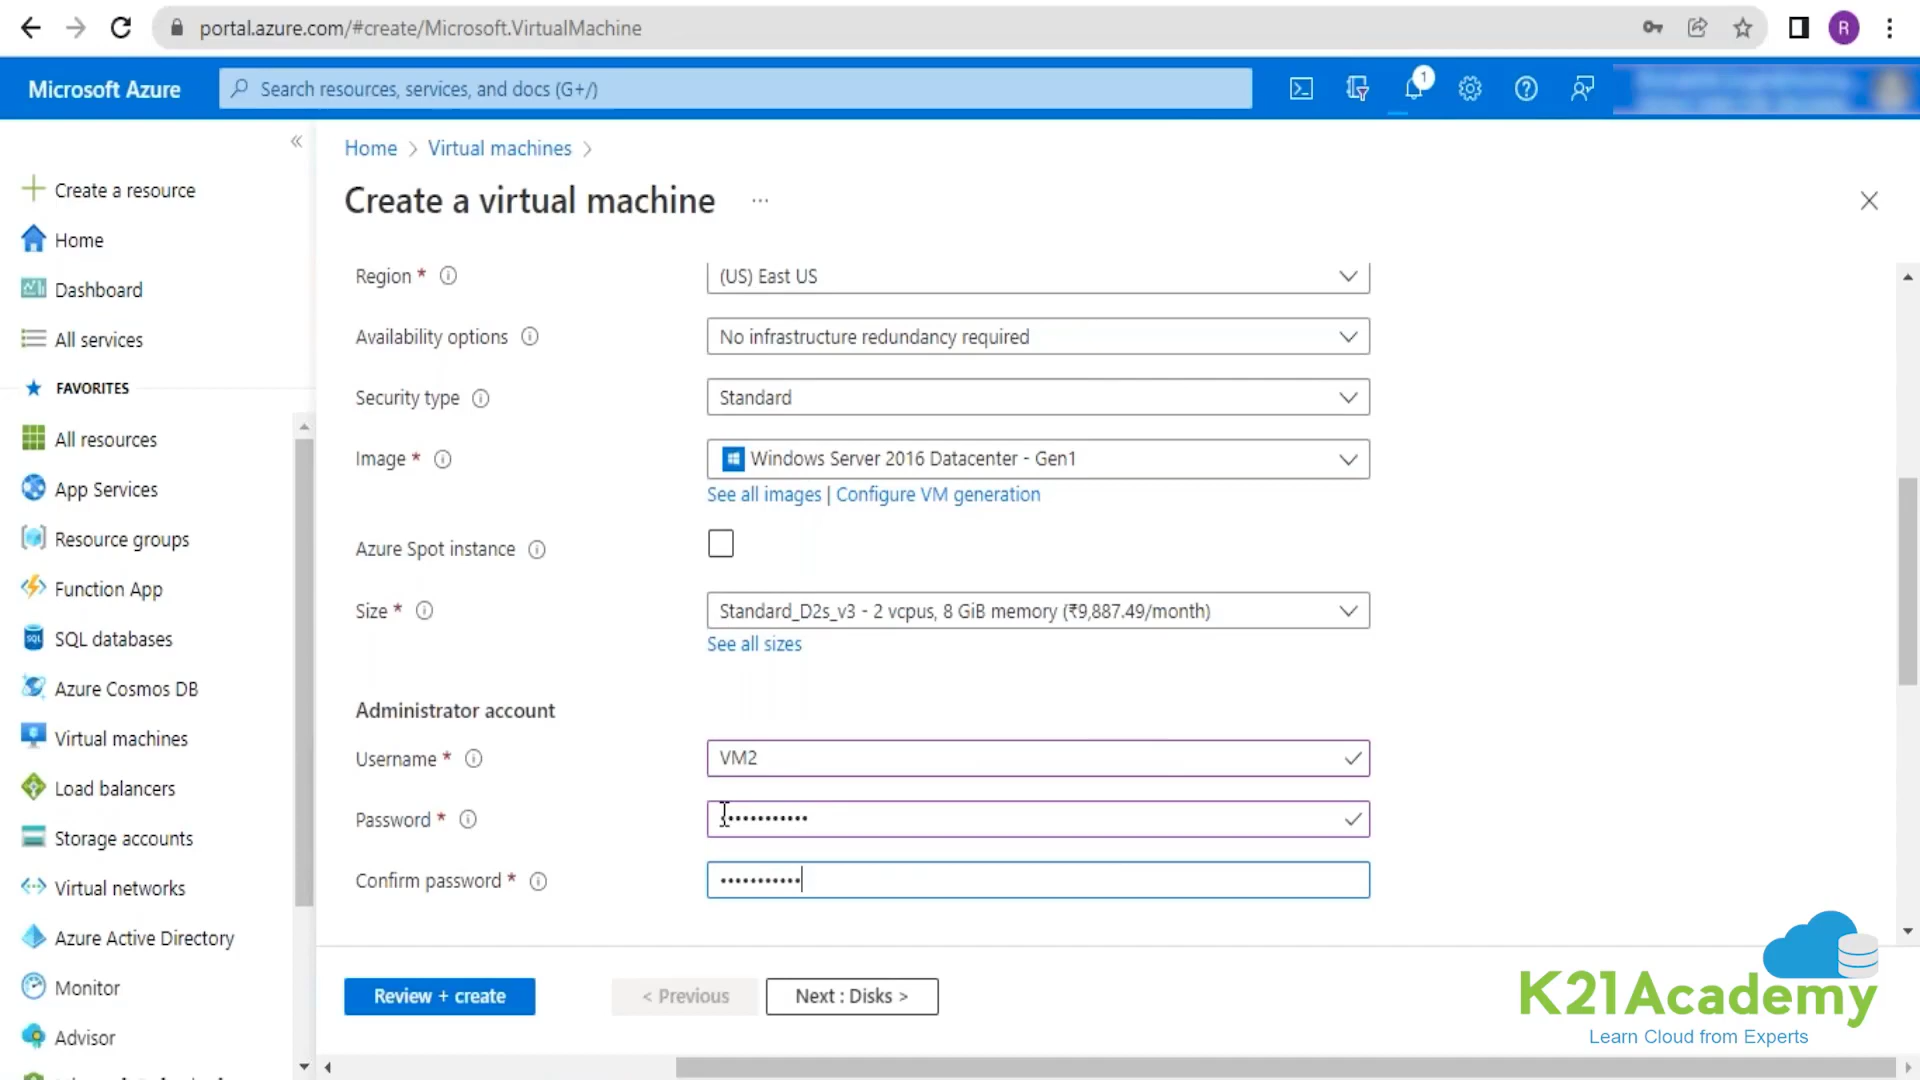 portal.azure.com/#create/Microsoft.VirtualMachine
R
Microsoft Azure
Search resources, services, and docs (G+/)
1
Create a resource
Home
Dashboard
All services
FAVORITES
All resources
App Services
Resource groups
Function App
SQL databases
Azure Cosmos DB
Virtual machines
Load balancers
Storage accounts
Virtual networks
Azure Active Directory
Monitor
Advisor
Home > Virtual machines >
Create a virtual machine ...
Region * (US) East US
Availability options No infrastructure redundancy required
Security type Standard
Image * Windows Server 2016 Datacenter - Gen1
See all images | Configure VM generation
Azure Spot instance
Size * Standard_D2s_v3 - 2 vcpus, 8 GiB memory (₹9,887.49/month)
See all sizes
Administrator account
Username * VM2
Password *
Confirm password *
Review + create
< Previous
Next : Disks >
K21Academy
Learn Cloud from Experts